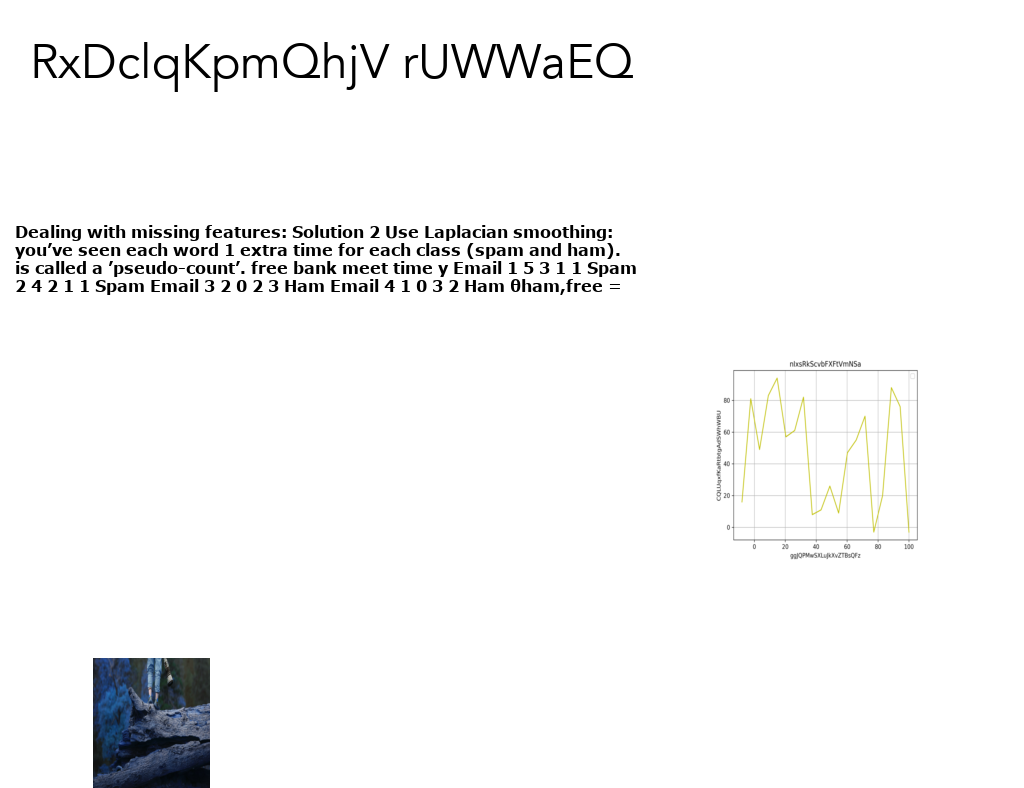 RxDclqKpmQhjV rUWWaEQ
Dealing with missing features: Solution 2 Use Laplacian smoothing:
you’ve seen each word 1 extra time for each class (spam and ham).
is called a ’pseudo-count’. free bank meet time y Email 1 5 3 1 1 Spam
2 4 2 1 1 Spam Email 3 2 0 2 3 Ham Email 4 1 0 3 2 Ham θham,free =
nlxsRkScvbFXFtVmNSa
80
60
40
20
0
0 20 40 60 80 100